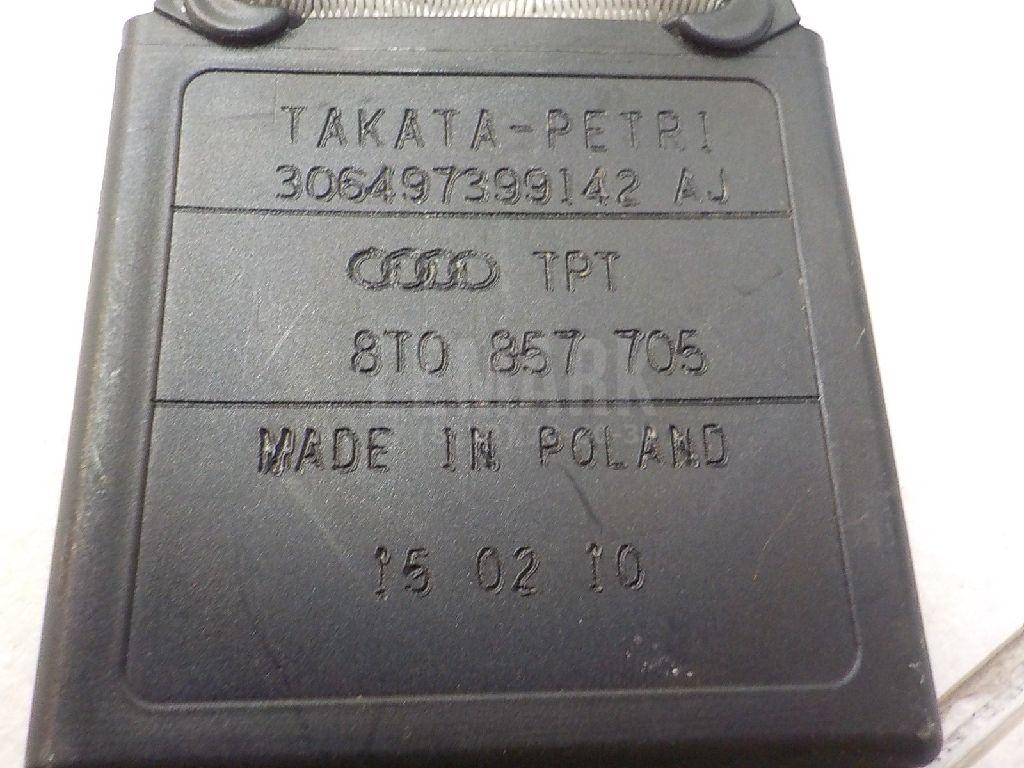 TAKATA-PETRI
306497399142 AJ
TPT
8T0 857 705
MADE IN POLAND
15 02 10